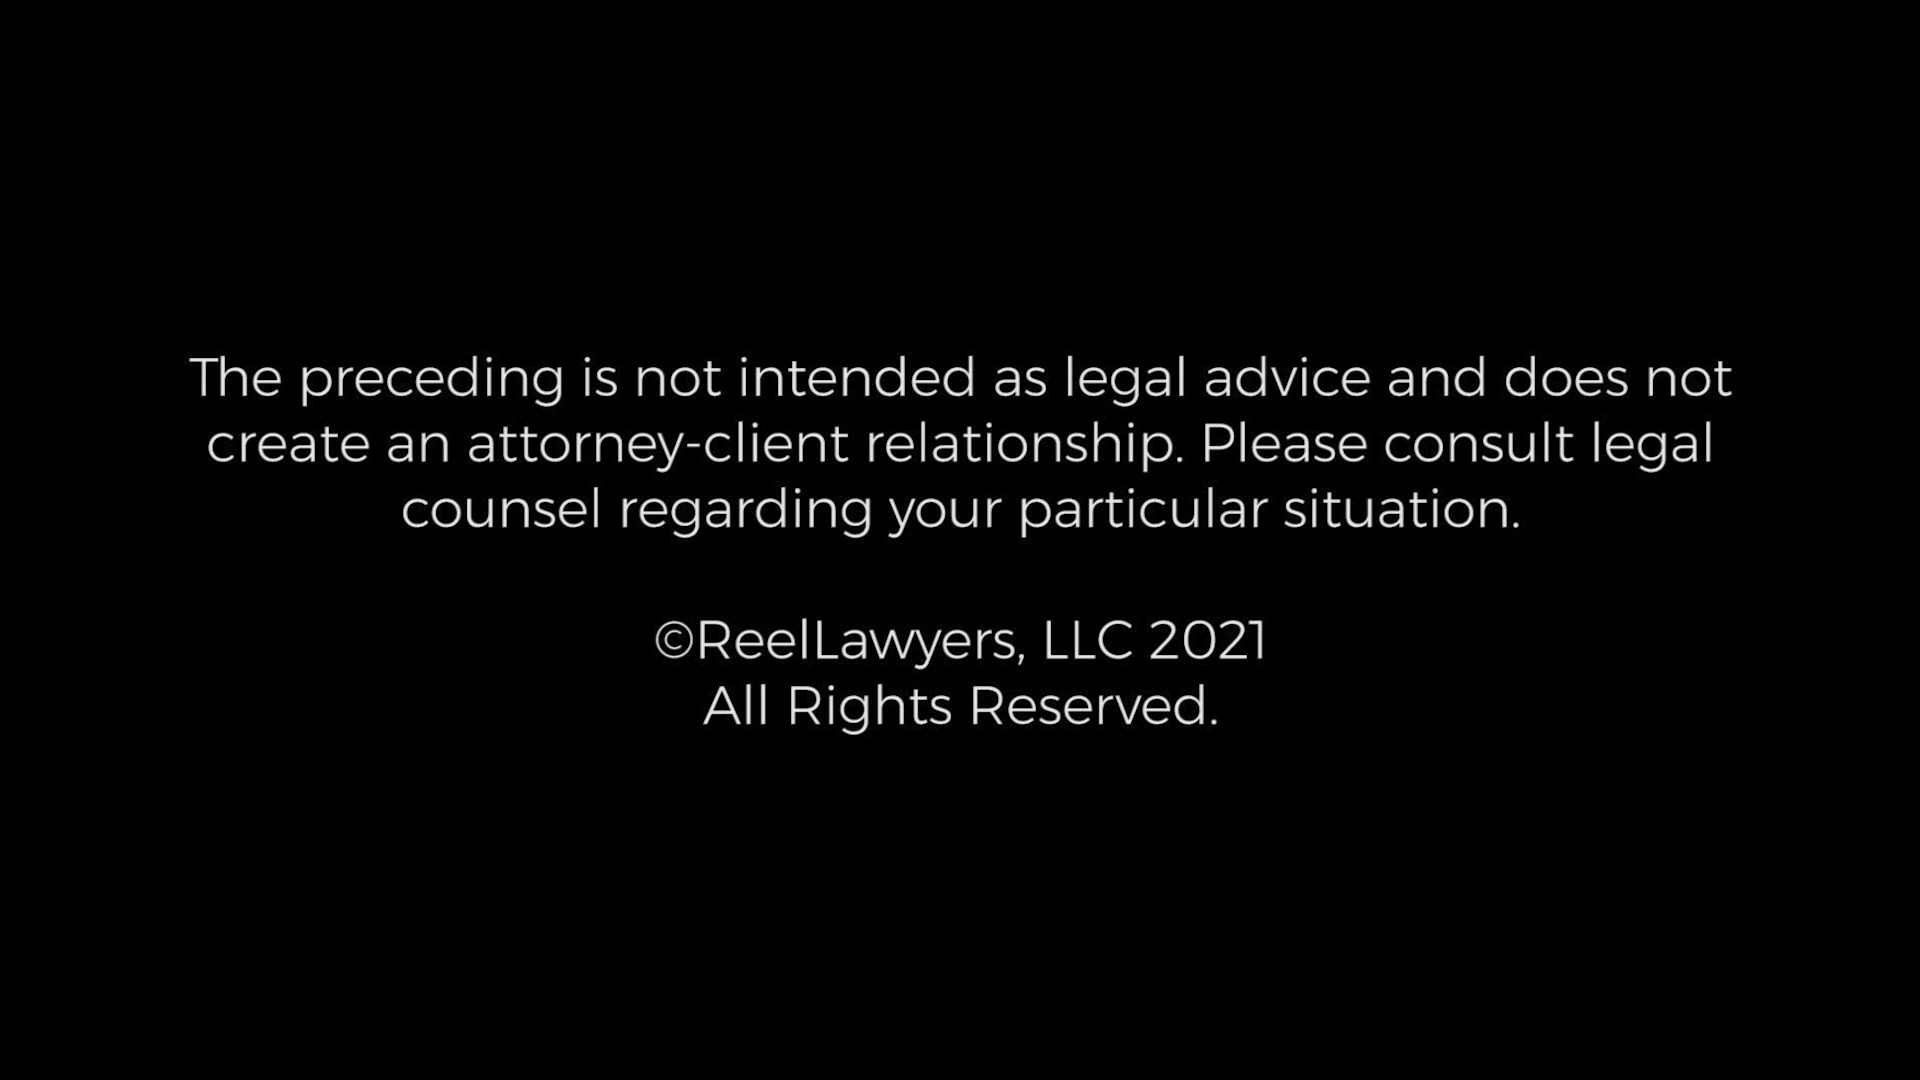 The preceding is not intended as legal advice and does not
create an attorney-client relationship. Please consult legal
counsel regarding your particular situation.
©ReelLawyers, LLC 2021
All Rights Reserved.